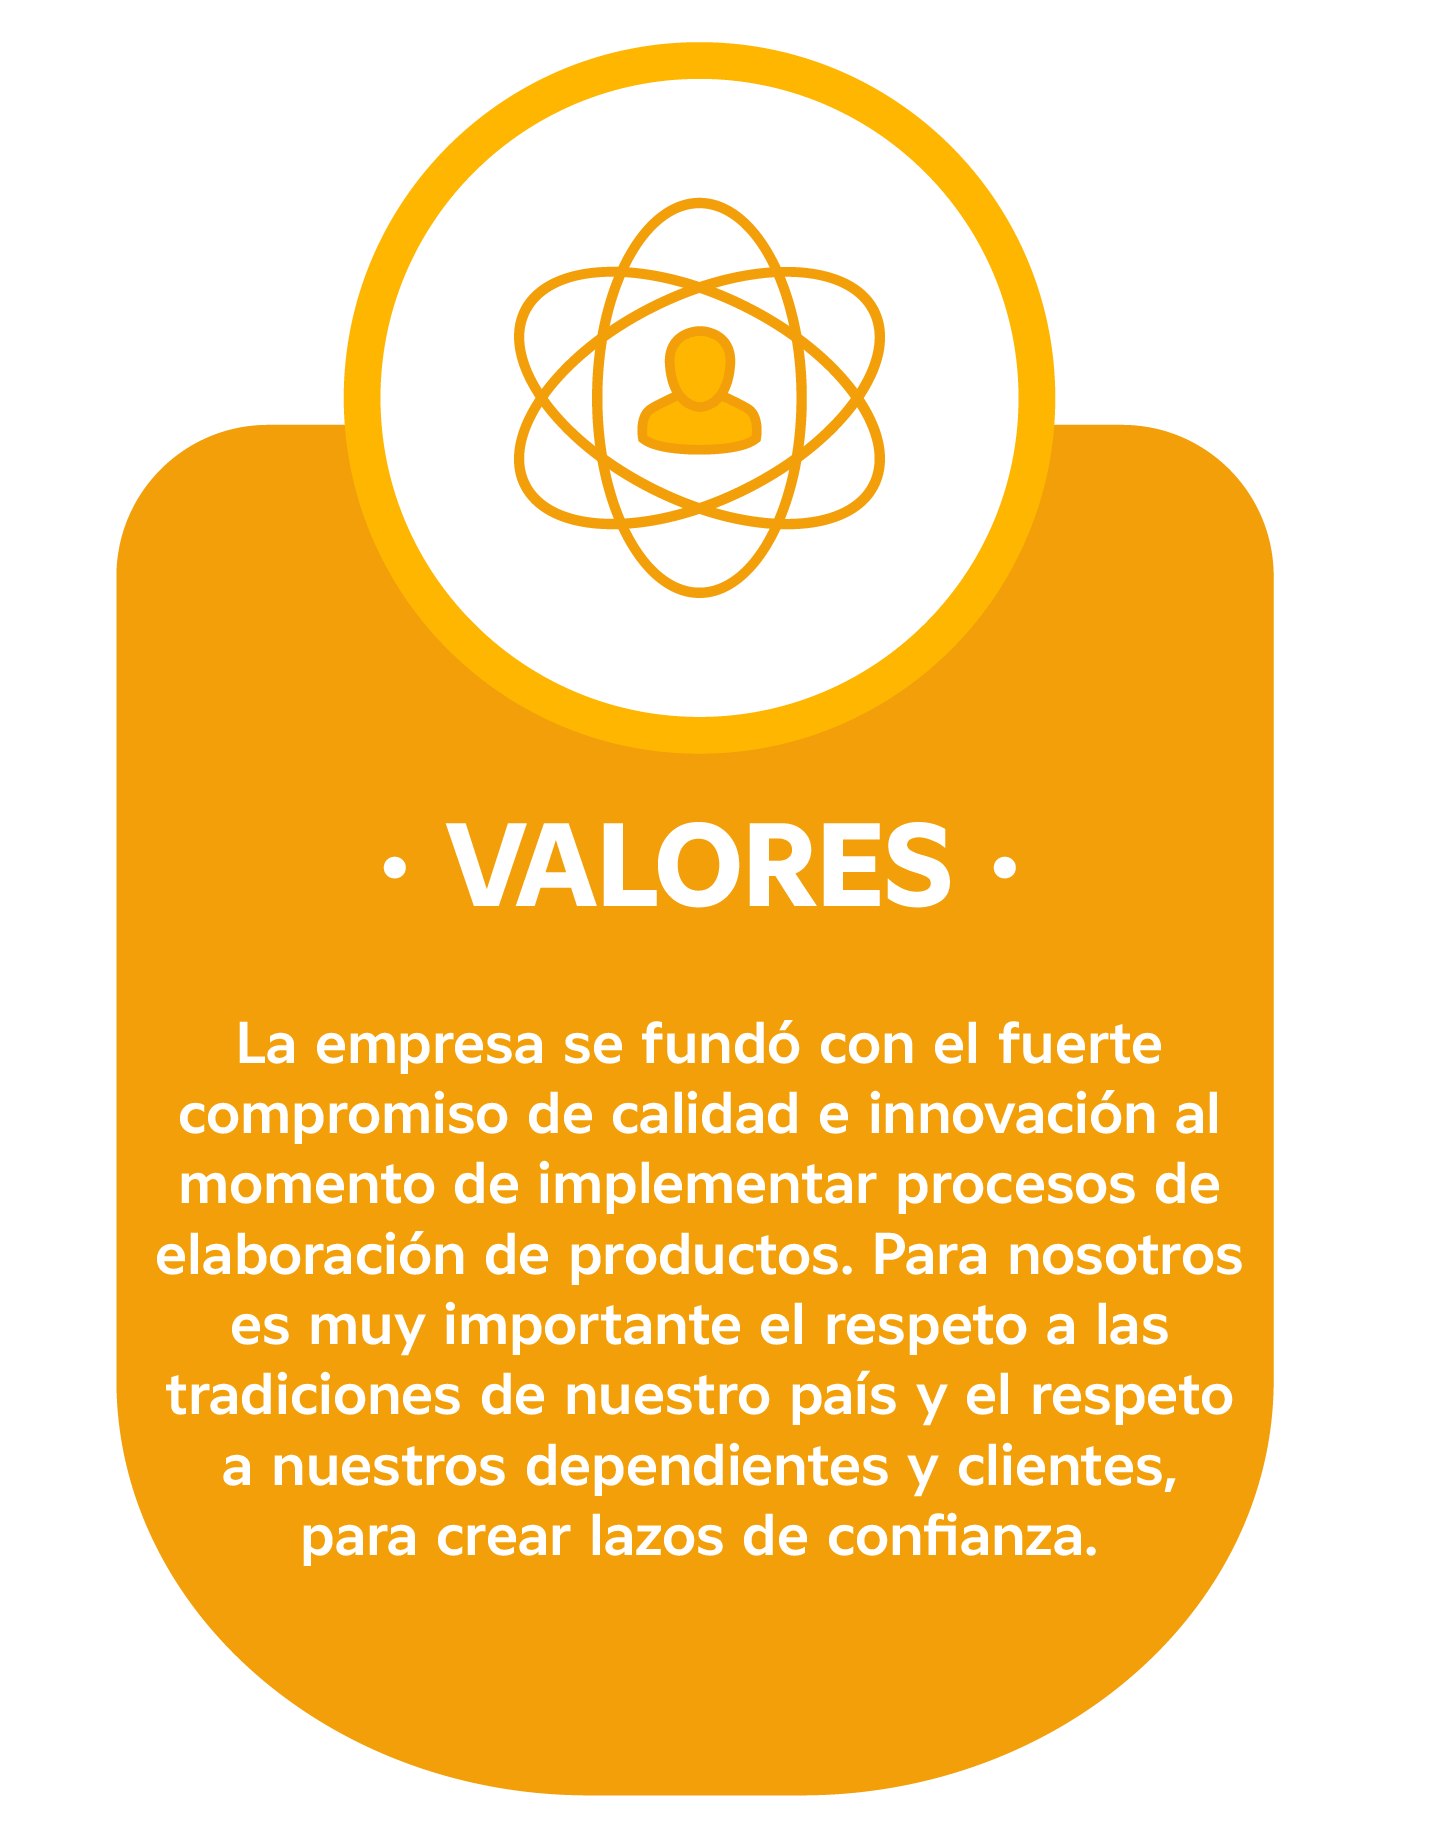 • VALORES •
La empresa se fundó con el fuerte
compromiso de calidad e innovación al
momento de implementar procesos de
elaboración de productos. Para nosotros
es muy importante el respeto a las
tradiciones de nuestro país y el respeto
a nuestros dependientes y clientes,
para crear lazos de confianza.